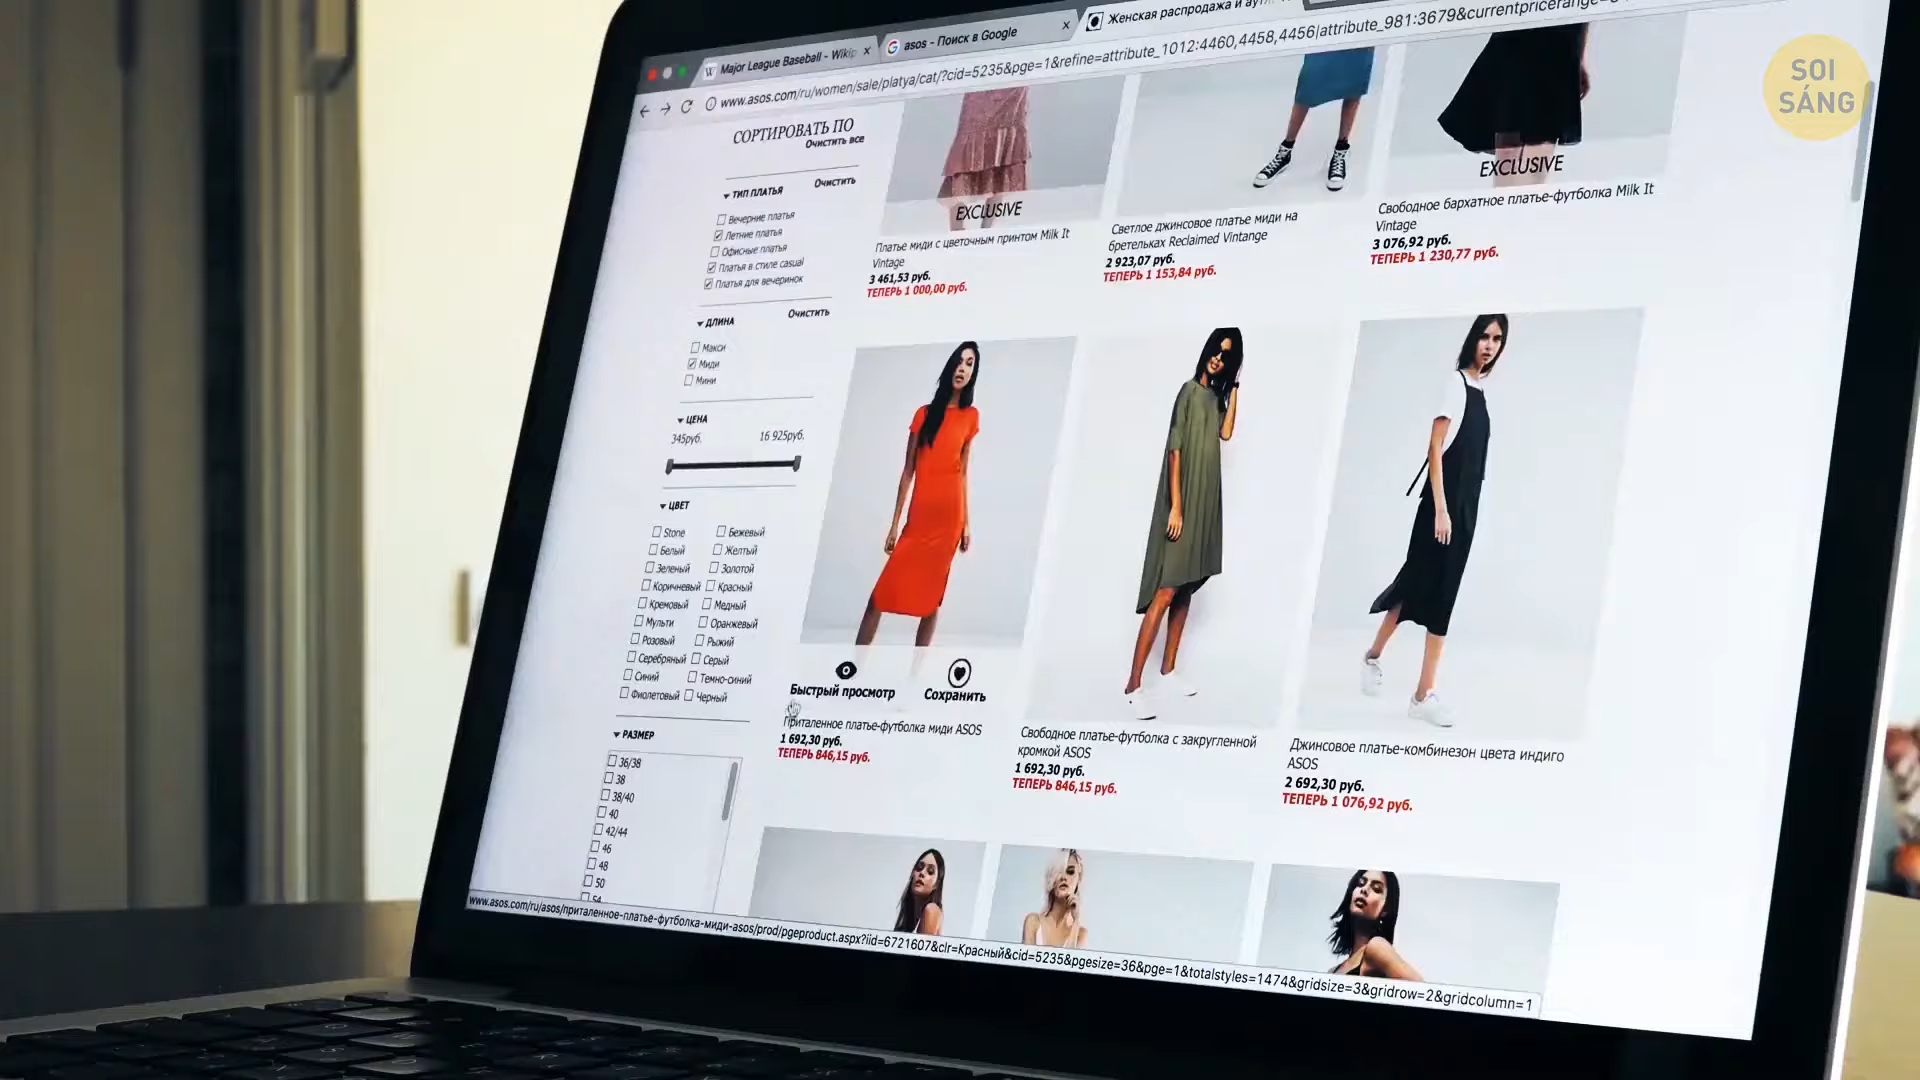 Major League Baseball - Wikip
asos - Поиск в Google
Женская распродажа и
www.asos.com/ru/women/sale/platya/cat/?cid=5235&pge=1&refine=attribute_1012:4460,4458,4456|attribute_981:3679&currentpricerange=
SOI
SÁNG
СОРТИРОВАТЬ ПО
Очистить все
ТИП ПЛАТЬЯ
Очистить
Вечерние платья
Летние платья
Офисные платья
Платья в стиле casual
Платья для вечеринок
ДЛИНА
Очистить
Макси
Миди
Мини
ЦЕНА
345руб.
16 925руб.
ЦВЕТ
Stone
Бежевый
Белый
Желтый
Зеленый
Золотой
Коричневый
Красный
Кремовый
Медный
Мульти
Оранжевый
Розовый
Рыжий
Серебряный
Серый
Синий
Темно-синий
Фиолетовый
Черный
РАЗМЕР
36/38
38
38/40
40
42/44
46
48
50
54
EXCLUSIVE
Платье миди с цветочным принтом Milk It
Vintage
3 461,53 руб.
ТЕПЕРЬ 1 000,00 руб.
Светлое джинсовое платье миди на
бретельках Reclaimed Vintange
2 923,07 руб.
ТЕПЕРЬ 1 153,84 руб.
EXCLUSIVE
Свободное бархатное платье-футболка Milk It
Vintage
3 076,92 руб.
ТЕПЕРЬ 1 230,77 руб.
Быстрый просмотр
Сохранить
Приталенное платье-футболка миди ASOS
1 692,30 руб.
ТЕПЕРЬ 846,15 руб.
Свободное платье-футболка с закругленной
кромкой ASOS
1 692,30 руб.
ТЕПЕРЬ 846,15 руб.
Джинсовое платье-комбинезон цвета индиго
ASOS
2 692,30 руб.
ТЕПЕРЬ 1 076,92 руб.
www.asos.com/ru/asos/приталенное-платье-футболка-миди-asos/prod/pgeproduct.aspx?iid=6721607&clr=Красный&cid=5235&pgesize=36&pge=1&totalstyles=1474&gridsize=3&gridrow=2&gridcolumn=1